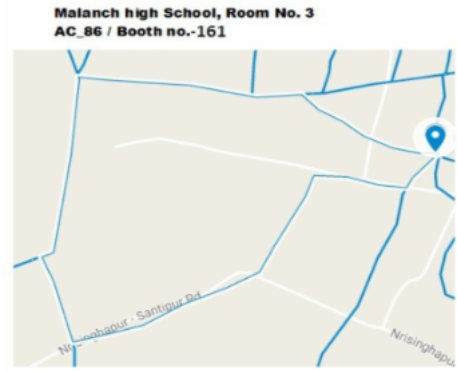 Malanch high School, Room No. 3
AC_86 / Booth no.-161
Nrisinghapur - Santipur Rd
Nrisinghapu